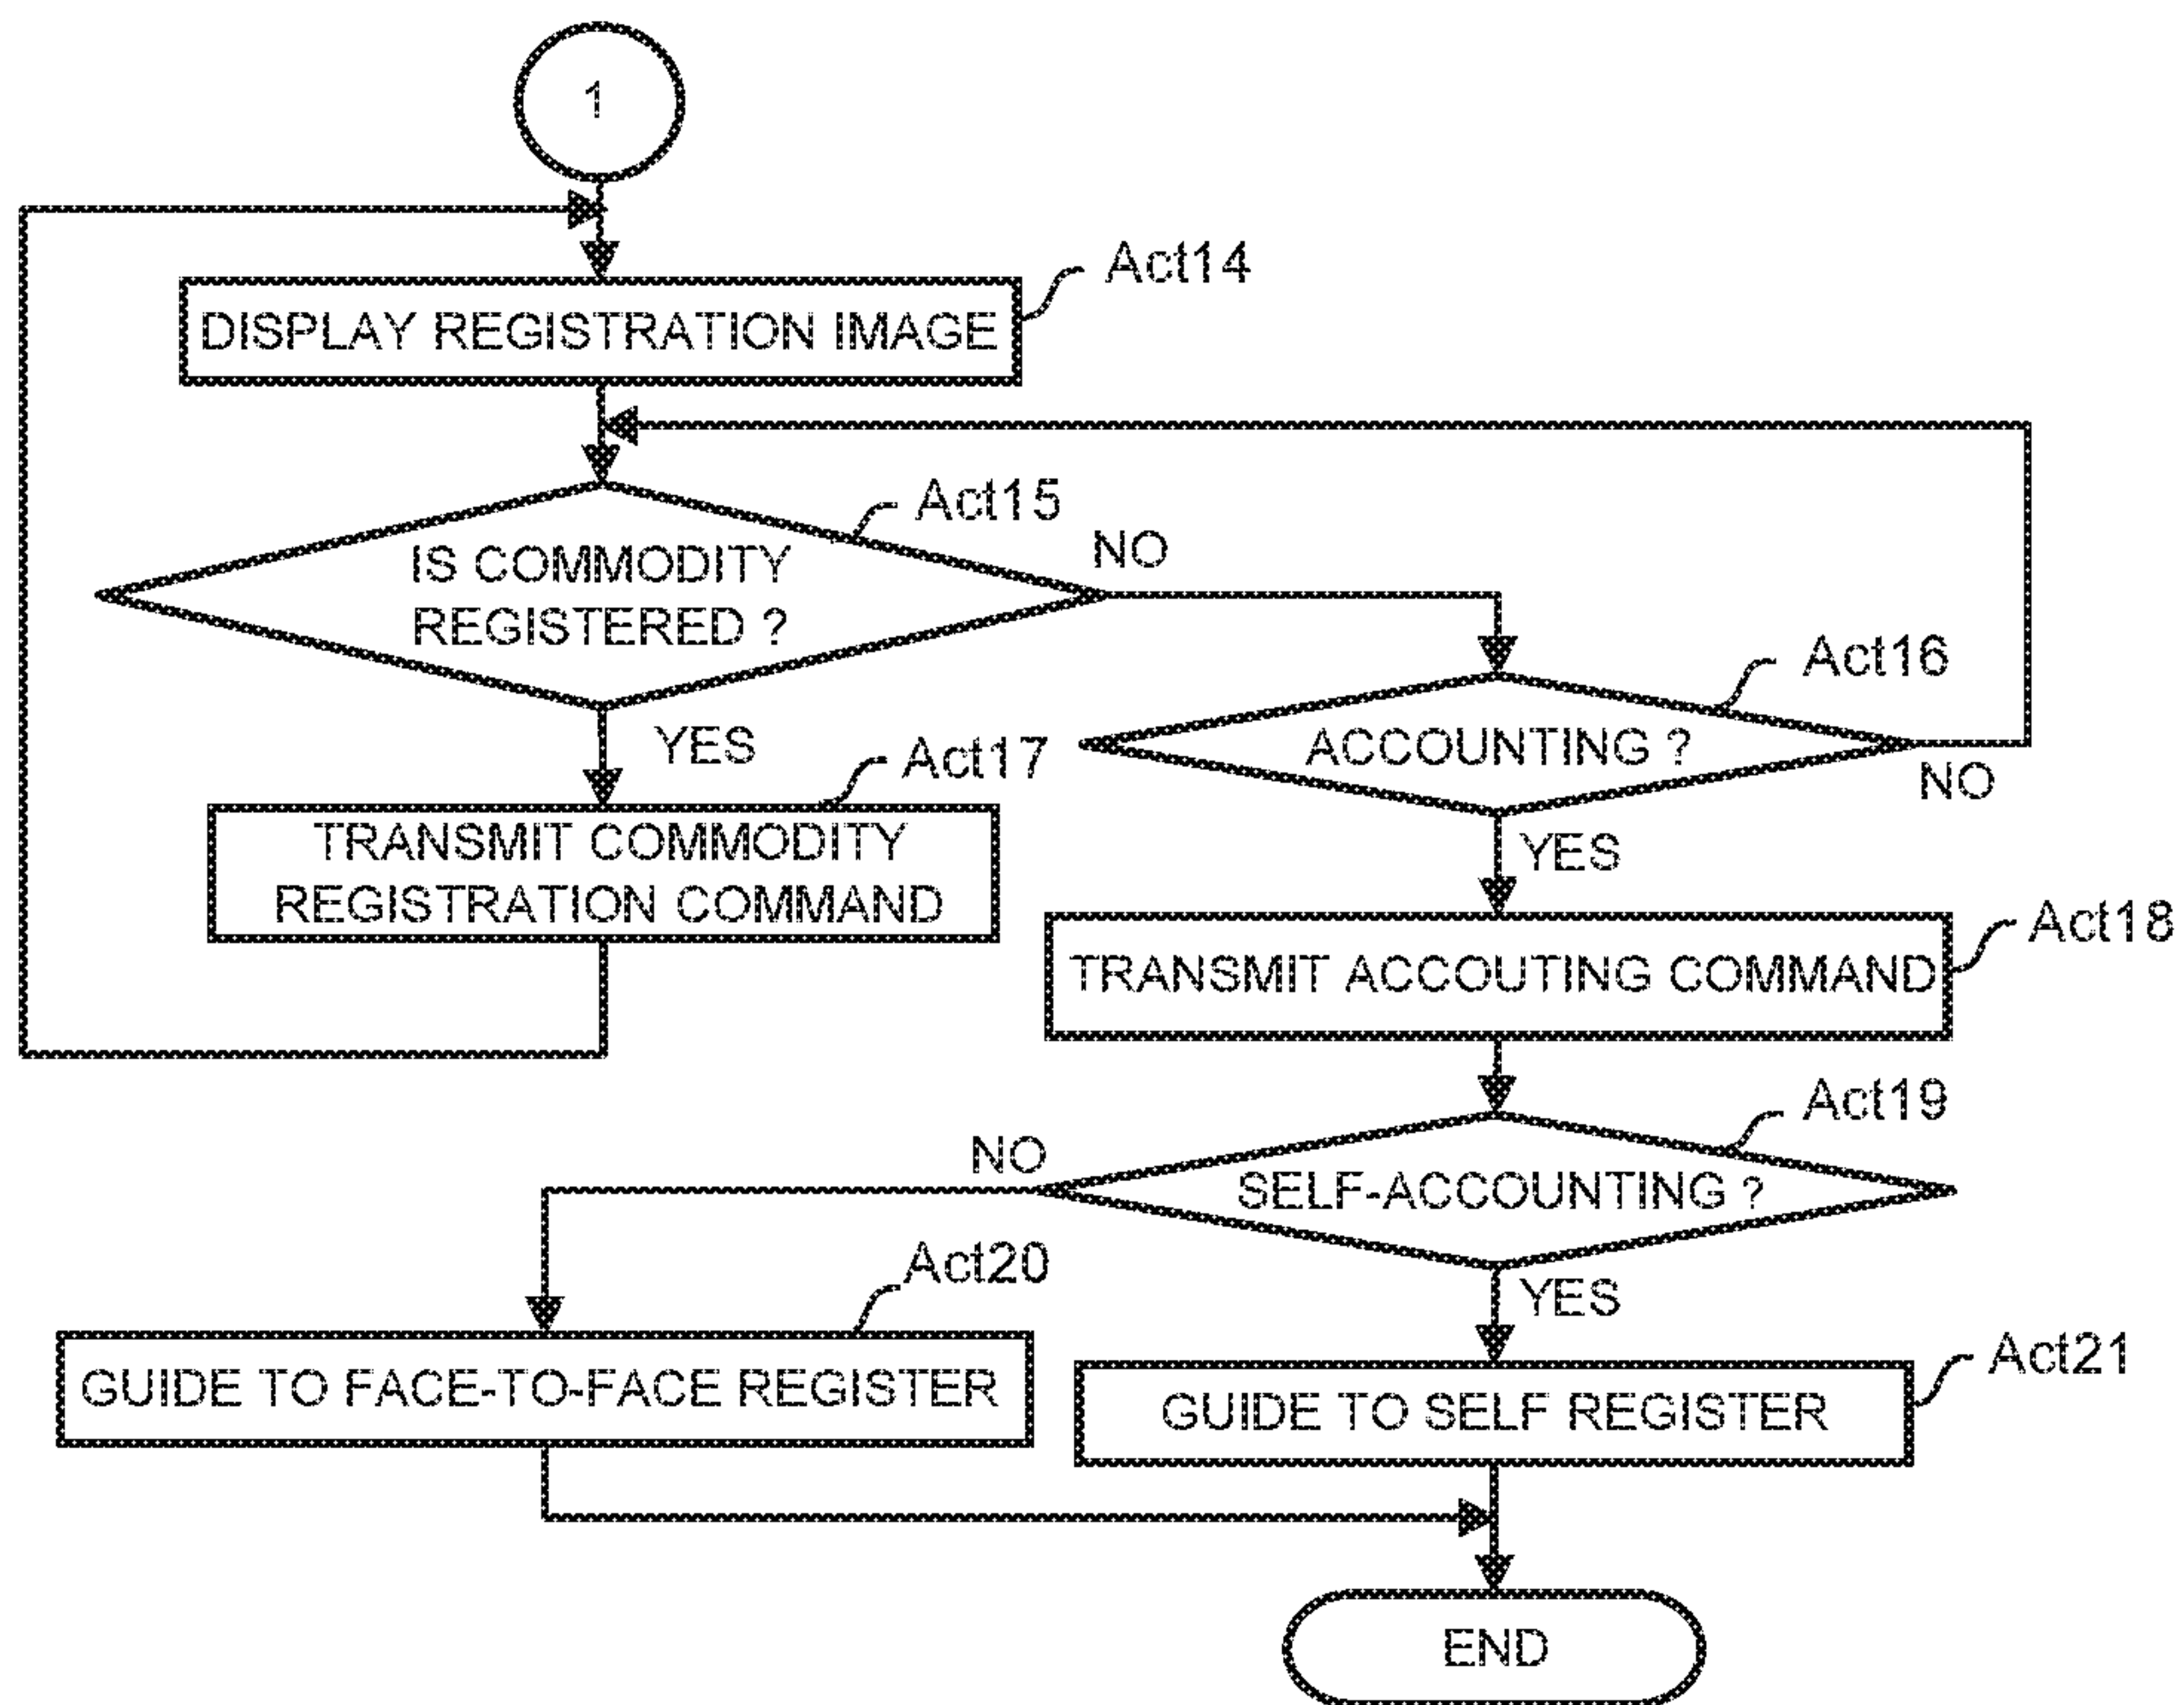 1
Act14
DISPLAY REGISTRATION IMAGE
Act15
NO
IS COMMODITY
REGISTERED ?
Act16
YES
ACCOUNTING ?
NO
Act17
TRANSMIT COMMODITY
REGISTRATION COMMAND
YES
Act18
TRANSMIT ACCOUTING COMMAND
Act19
NO
SELF-ACCOUNTING ?
Act20
YES
GUIDE TO FACE-TO-FACE REGISTER
Act21
GUIDE TO SELF REGISTER
END